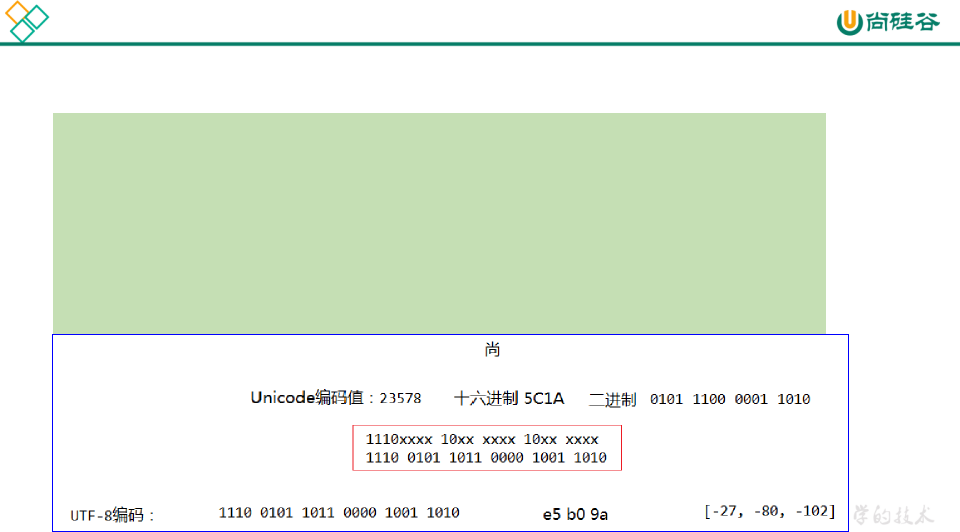 尚硅谷
尚
Unicode编码值：23578 十六进制 5C1A 二进制 0101 1100 0001 1010
1110xxxx 10xx xxxx 10xx xxxx
1110 0101 1011 0000 1001 1010
UTF-8编码： 1110 0101 1011 0000 1001 1010 e5 b0 9a [-27, -80, -102]
学的技术